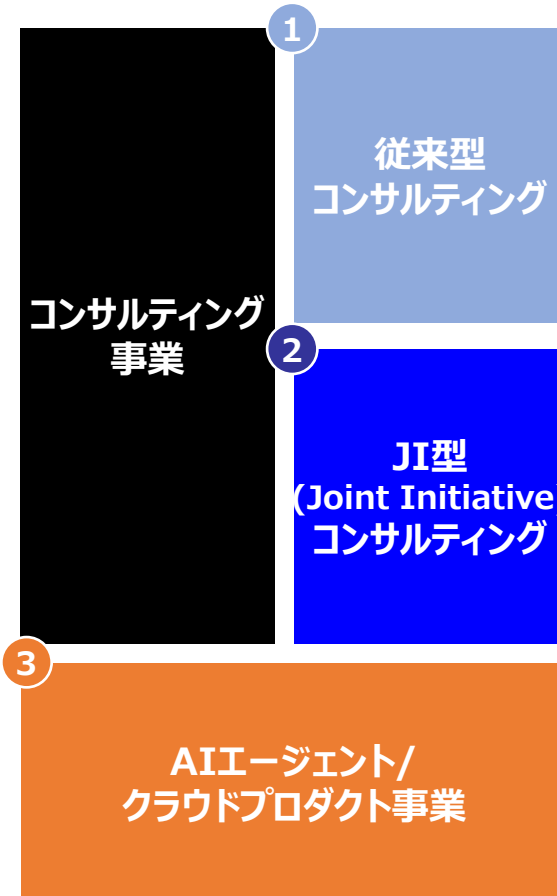 コンサルティング
事業
1
従来型
コンサルティング
2
JI型
(Joint Initiative)
コンサルティング
3
AIエージェント/
クラウドプロダクト事業